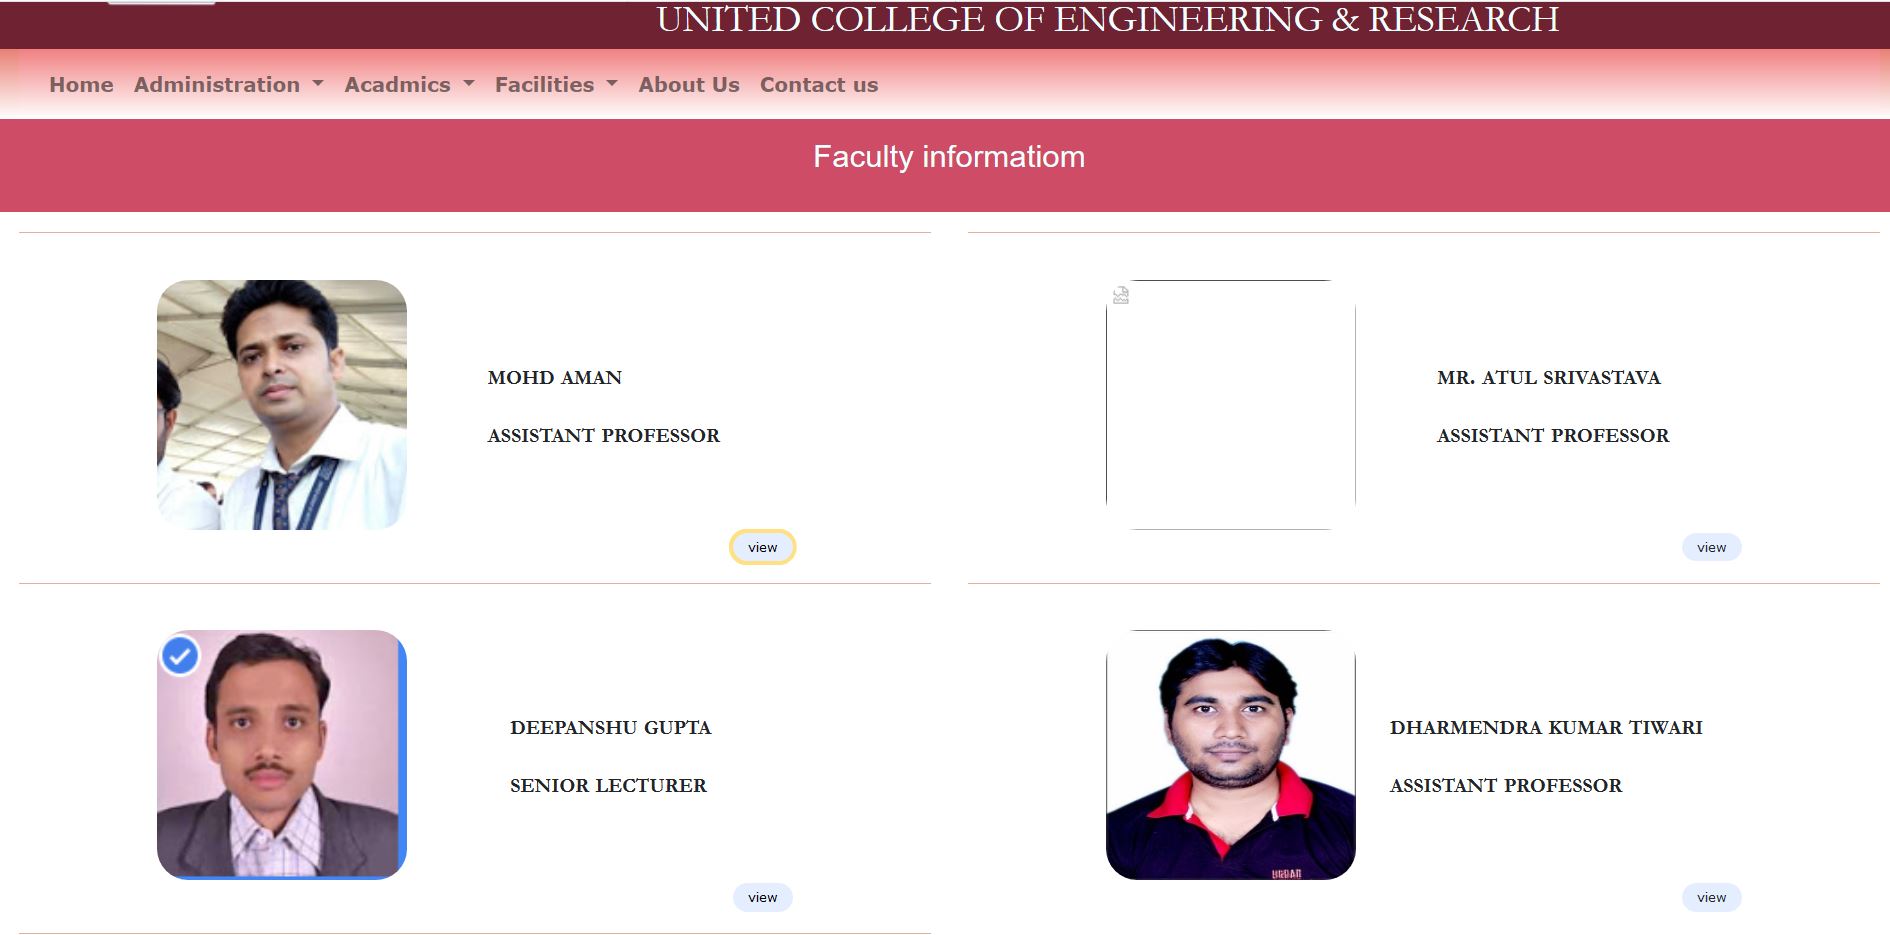 UNITED COLLEGE OF ENGINEERING & RESEARCH
Home Administration Acadmics Facilities About Us Contact us
Faculty informatiom
MOHD AMAN
ASSISTANT PROFESSOR
view
MR. ATUL SRIVASTAVA
ASSISTANT PROFESSOR
view
DEEPANSHU GUPTA
SENIOR LECTURER
view
DHARMENDRA KUMAR TIWARI
ASSISTANT PROFESSOR
view